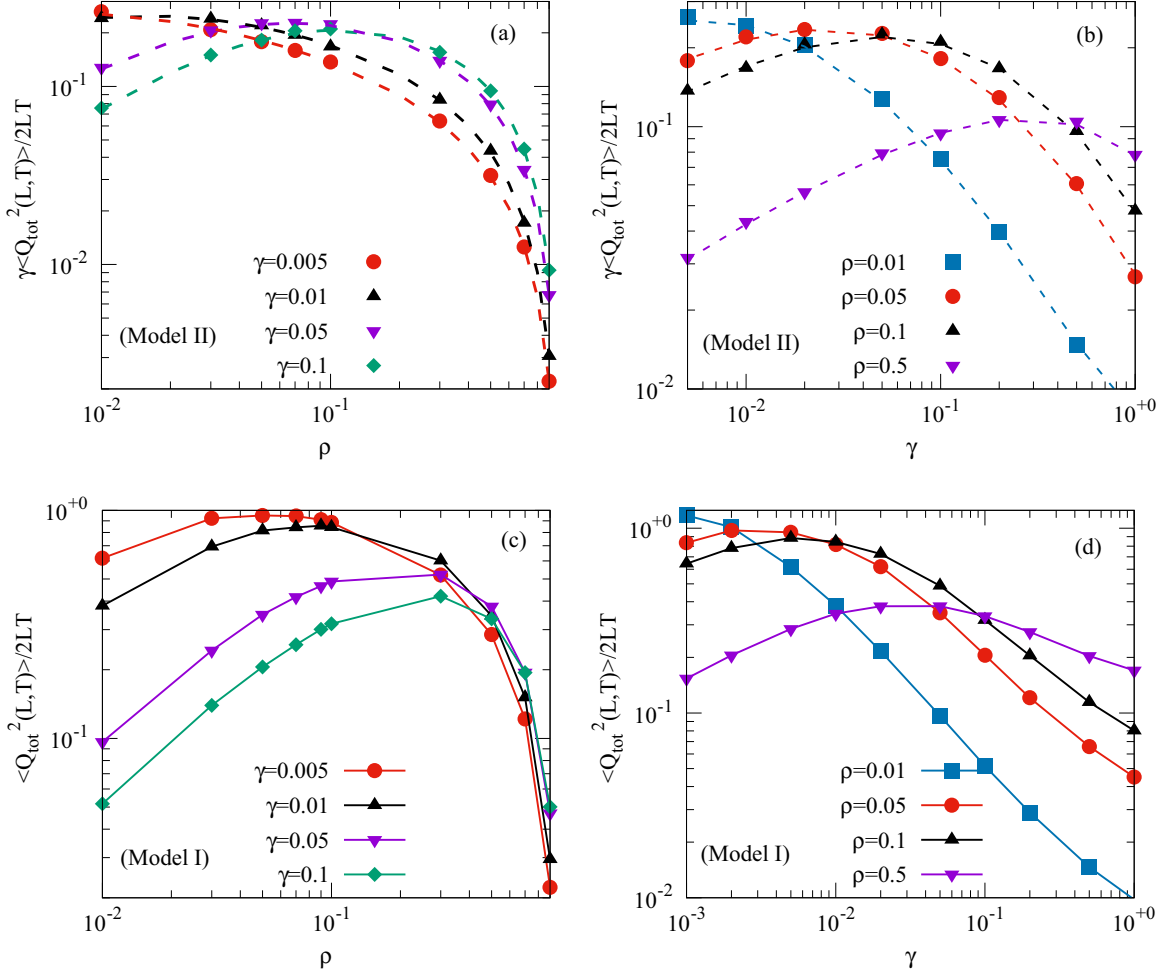 (a)
γ<Q_tot^2(L,T)>/2LT
10^-1
10^-2
γ=0.005
γ=0.01
γ=0.05
γ=0.1
(Model II)
10^-2
10^-1
ρ
(b)
γ<Q_tot^2(L,T)>/2LT
10^-1
10^-2
ρ=0.01
ρ=0.05
ρ=0.1
ρ=0.5
(Model II)
10^-2
10^-1
10^0
γ
(c)
<Q_tot^2(L,T)>/2LT
10^0
10^-1
γ=0.005
γ=0.01
γ=0.05
γ=0.1
(Model I)
10^-2
10^-1
ρ
(d)
<Q_tot^2(L,T)>/2LT
10^0
10^-1
10^-2
ρ=0.01
ρ=0.05
ρ=0.1
ρ=0.5
(Model I)
10^-3
10^-2
10^-1
10^0
γ